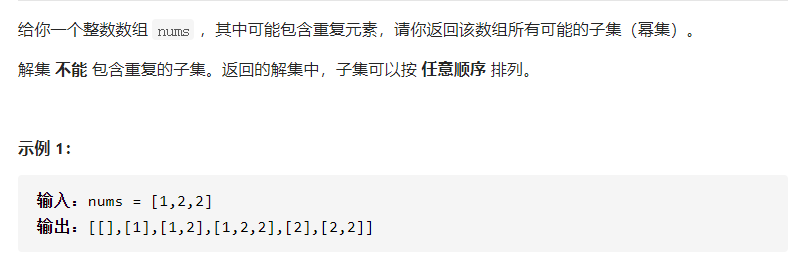 给你一个整数数组 nums ，其中可能包含重复元素，请你返回该数组所有可能的子集（幂集）。
解集 不能 包含重复的子集。返回的解集中，子集可以按 任意顺序 排列。
示例 1：
输入：nums = [1,2,2]
输出：[[],[1],[1,2],[1,2,2],[2],[2,2]]